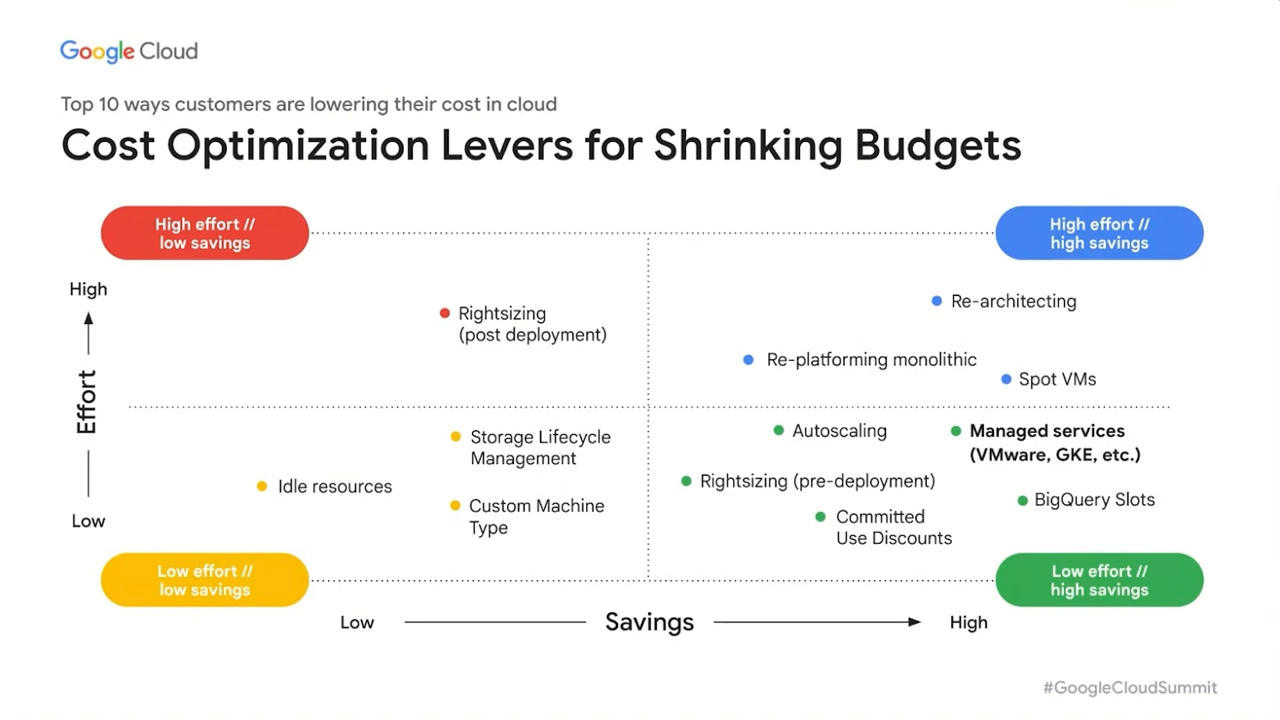 Google Cloud
Top 10 ways customers are lowering their cost in cloud
Cost Optimization Levers for Shrinking Budgets
High effort //
low savings
High effort //
high savings
High
Effort
Low
Rightsizing
(post deployment)
Re-architecting
Re-platforming monolithic
Spot VMs
Storage Lifecycle
Management
Idle resources
Custom Machine
Type
Autoscaling
Managed services
(VMware, GKE, etc.)
Rightsizing (pre-deployment)
BigQuery Slots
Committed
Use Discounts
Low effort //
low savings
Low effort //
high savings
Low
Savings
High
#GoogleCloudSummit